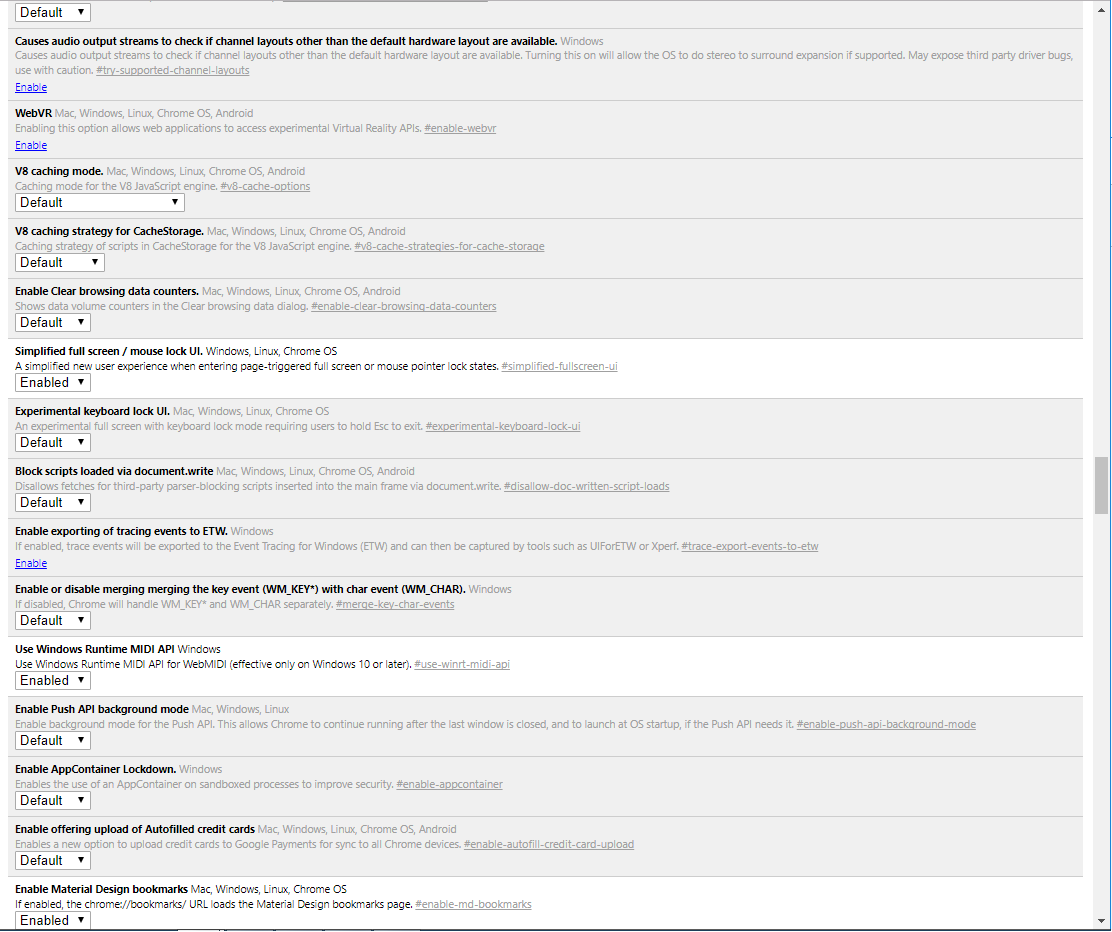 Default
Causes audio output streams to check if channel layouts other than the default hardware layout are available. Windows
Causes audio output streams to check if channel layouts other than the default hardware layout are available. Turning this on will allow the OS to do stereo to surround expansion if supported. May expose third party driver bugs,
use with caution. #try-supported-channel-layouts
Enable
WebVR Mac, Windows, Linux, Chrome OS, Android
Enabling this option allows web applications to access experimental Virtual Reality APIs. #enable-webvr
Enable
V8 caching mode. Mac, Windows, Linux, Chrome OS, Android
Caching mode for the V8 JavaScript engine. #v8-cache-options
Default
V8 caching strategy for CacheStorage. Mac, Windows, Linux, Chrome OS, Android
Caching strategy of scripts in CacheStorage for the V8 JavaScript engine. #v8-cache-strategies-for-cache-storage
Default
Enable Clear browsing data counters. Mac, Windows, Linux, Chrome OS, Android
Shows data volume counters in the Clear browsing data dialog. #enable-clear-browsing-data-counters
Default
Simplified full screen / mouse lock UI. Windows, Linux, Chrome OS
A simplified new user experience when entering page-triggered full screen or mouse pointer lock states. #simplified-fullscreen-ui
Enabled
Experimental keyboard lock UI. Mac, Windows, Linux, Chrome OS
An experimental full screen with keyboard lock mode requiring users to hold Esc to exit. #experimental-keyboard-lock-ui
Default
Block scripts loaded via document.write Mac, Windows, Linux, Chrome OS, Android
Disallows fetches for third-party parser-blocking scripts inserted into the main frame via document.write. #disallow-doc-written-script-loads
Default
Enable exporting of tracing events to ETW. Windows
If enabled, trace events will be exported to the Event Tracing for Windows (ETW) and can then be captured by tools such as UIForETW or Xperf. #trace-export-events-to-etw
Enable
Enable or disable merging merging the key event (WM_KEY*) with char event (WM_CHAR). Windows
If disabled, Chrome will handle WM_KEY* and WM_CHAR separately. #merge-key-char-events
Default
Use Windows Runtime MIDI API Windows
Use Windows Runtime MIDI API for WebMIDI (effective only on Windows 10 or later). #use-winrt-midi-api
Enabled
Enable Push API background mode Mac, Windows, Linux
Enable background mode for the Push API. This allows Chrome to continue running after the last window is closed, and to launch at OS startup, if the Push API needs it. #enable-push-api-background-mode
Default
Enable AppContainer Lockdown. Windows
Enables the use of an AppContainer on sandboxed processes to improve security. #enable-appcontainer
Default
Enable offering upload of Autofilled credit cards Mac, Windows, Linux, Chrome OS, Android
Enables a new option to upload credit cards to Google Payments for sync to all Chrome devices. #enable-autofill-credit-card-upload
Default
Enable Material Design bookmarks Mac, Windows, Linux, Chrome OS
If enabled, the chrome://bookmarks/ URL loads the Material Design bookmarks page. #enable-md-bookmarks
Enabled